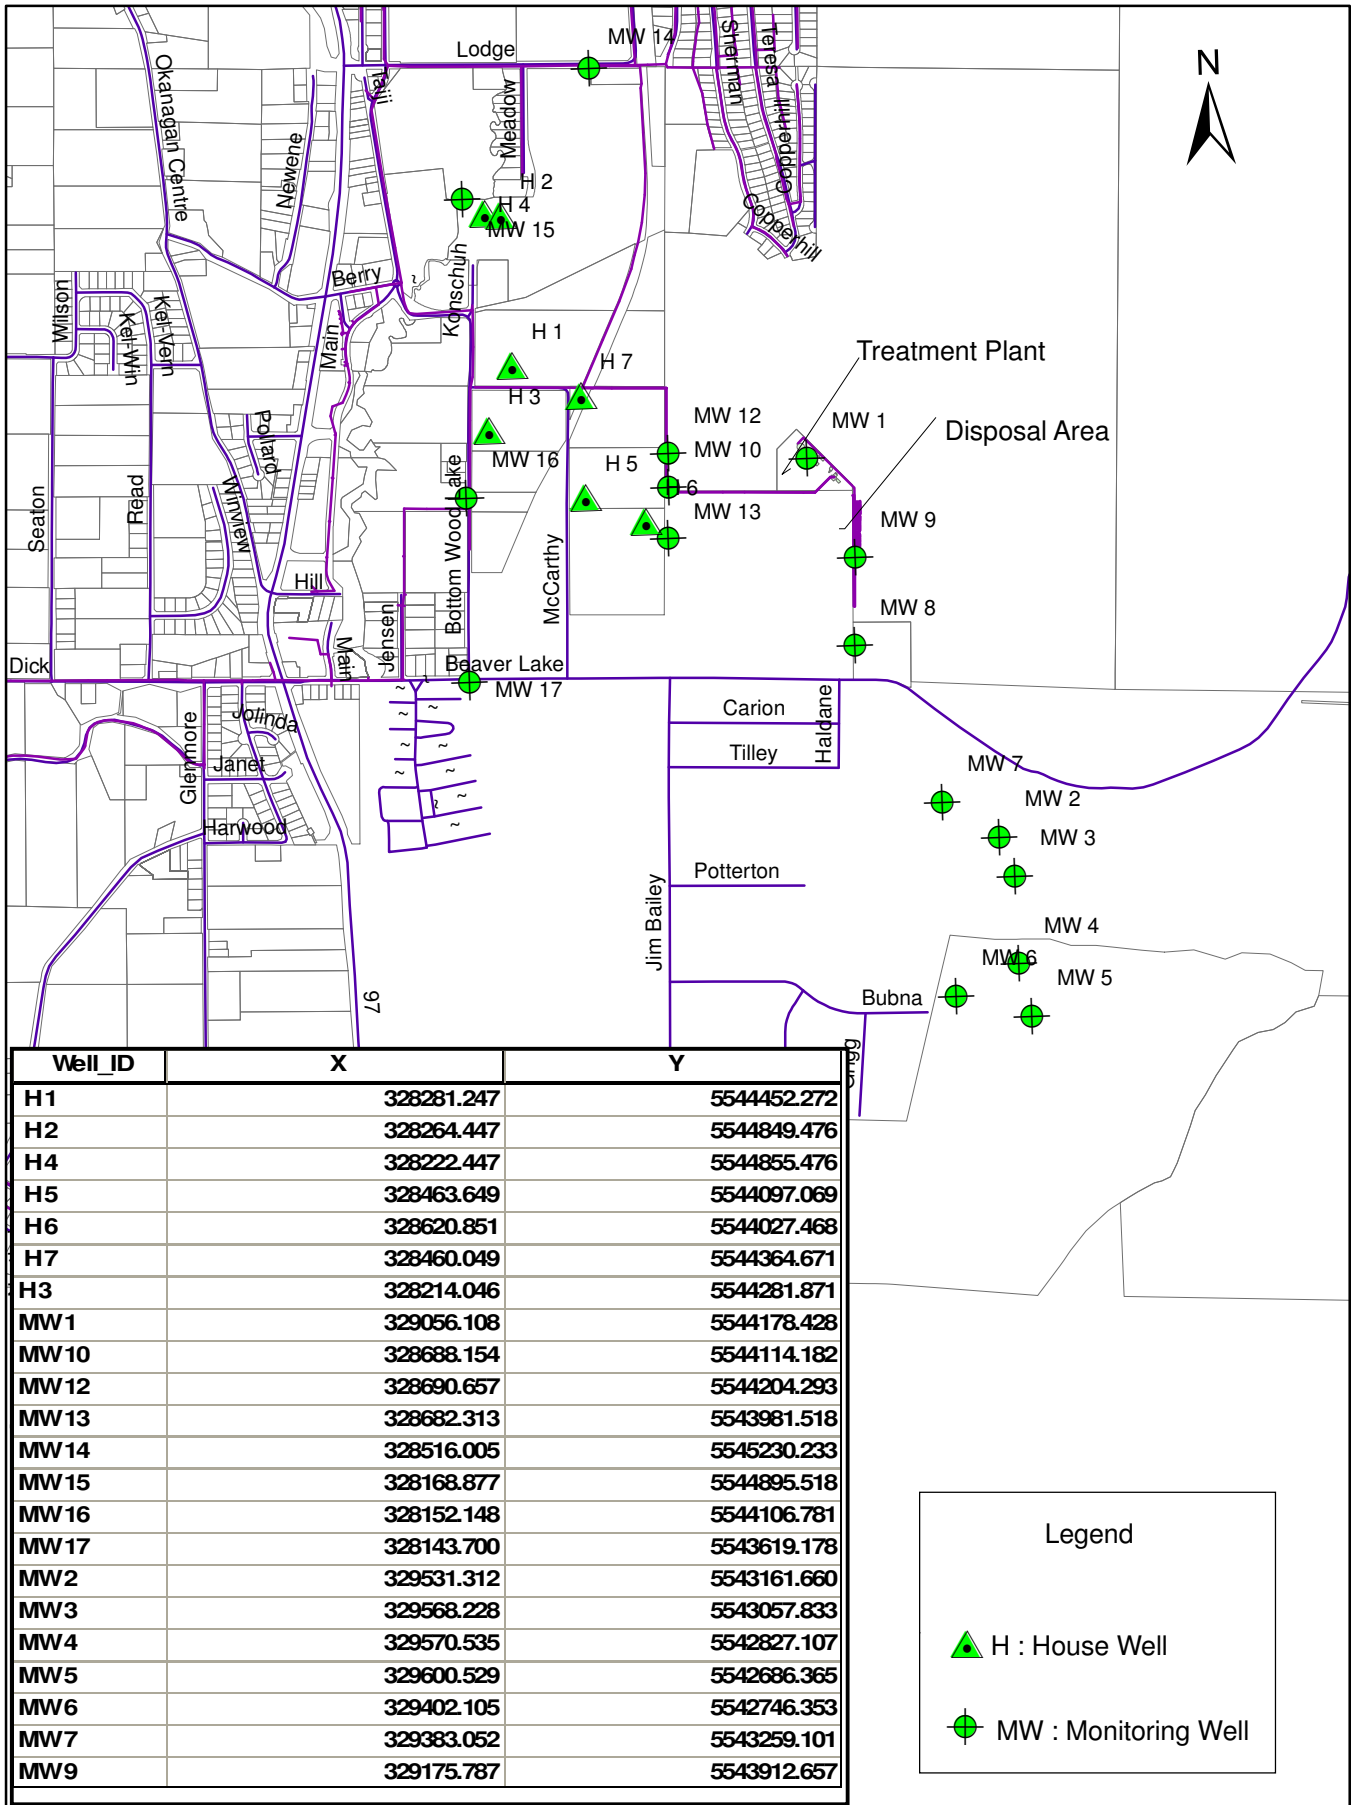 Lodge
MW 14
Sherman
Teresa
N
Okanagan Centre
Taiji
Meadow
Copperhill
Newene
H 2
H 4
MW 15
Copperhill
Berry
~
Konschuh
Wilson
Kel-Win
Kel-Vern
Main
H 1
H 7
Treatment Plant
H 3
MW 12
MW 1
Disposal Area
Pollard
MW 16
H 5
MW 10
6
MW 13
MW 9
Seaton
Read
Winview
Bottom Wood Lake
McCarthy
Hill
Jensen
Main
MW 8
Dick
Beaver Lake
MW 17
Carion
Haldane
Tilley
Glenmore
Jolinda
Janet
Harwood
~
~
~
~
~
~
~
~
~
MW 7
MW 2
MW 3
Potterton
Jim Bailey
MW 4
MW 6
MW 5
Bubna
97
Well_ID X Y
H1 328281.247 5544452.272
H2 328264.447 5544849.476
H4 328222.447 5544855.476
H5 328463.649 5544097.069
H6 328620.851 5544027.468
H7 328460.049 5544364.671
H3 328214.046 5544281.871
MW1 329056.108 5544178.428
MW10 328688.154 5544114.182
MW12 328690.657 5544204.293
MW13 328682.313 5543981.518
MW14 328516.005 5545230.233
MW15 328168.877 5544895.518
MW16 328152.148 5544106.781
MW17 328143.700 5543619.178
MW2 329531.312 5543161.660
MW3 329568.228 5543057.833
MW4 329570.535 5542827.107
MW5 329600.529 5542686.365
MW6 329402.105 5542746.353
MW7 329383.052 5543259.101
MW9 329175.787 5543912.657
Legend
H : House Well
MW : Monitoring Well